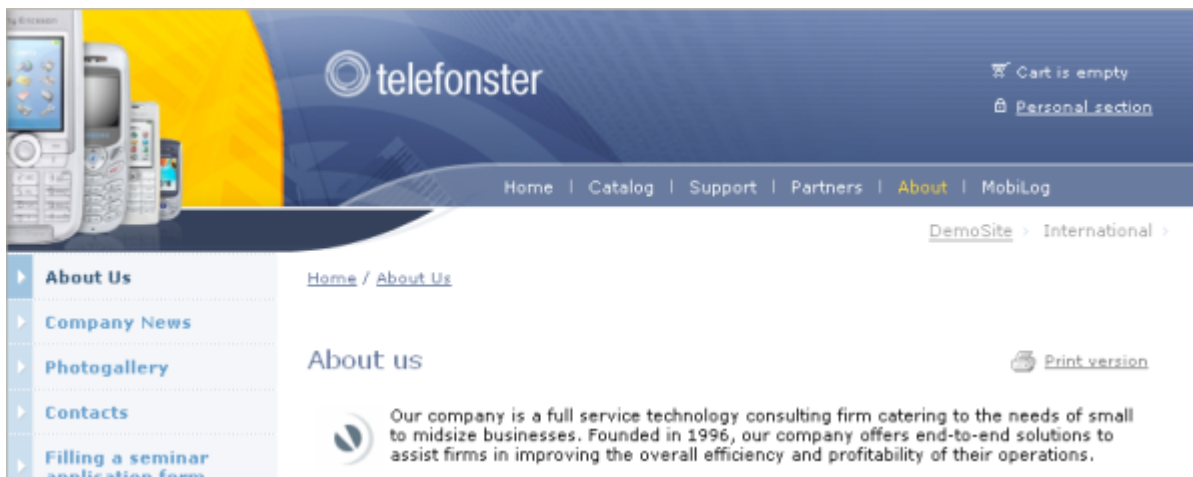 Ericsson
telefonster
Cart is empty
Personal section
Home | Catalog | Support | Partners | About | MobiLog
DemoSite > International >
About Us
Company News
Photogallery
Contacts
Filling a seminar
application form
Home / About Us
About us
Print version
Our company is a full service technology consulting firm catering to the needs of small
to midsize businesses. Founded in 1996, our company offers end-to-end solutions to
assist firms in improving the overall efficiency and profitability of their operations.